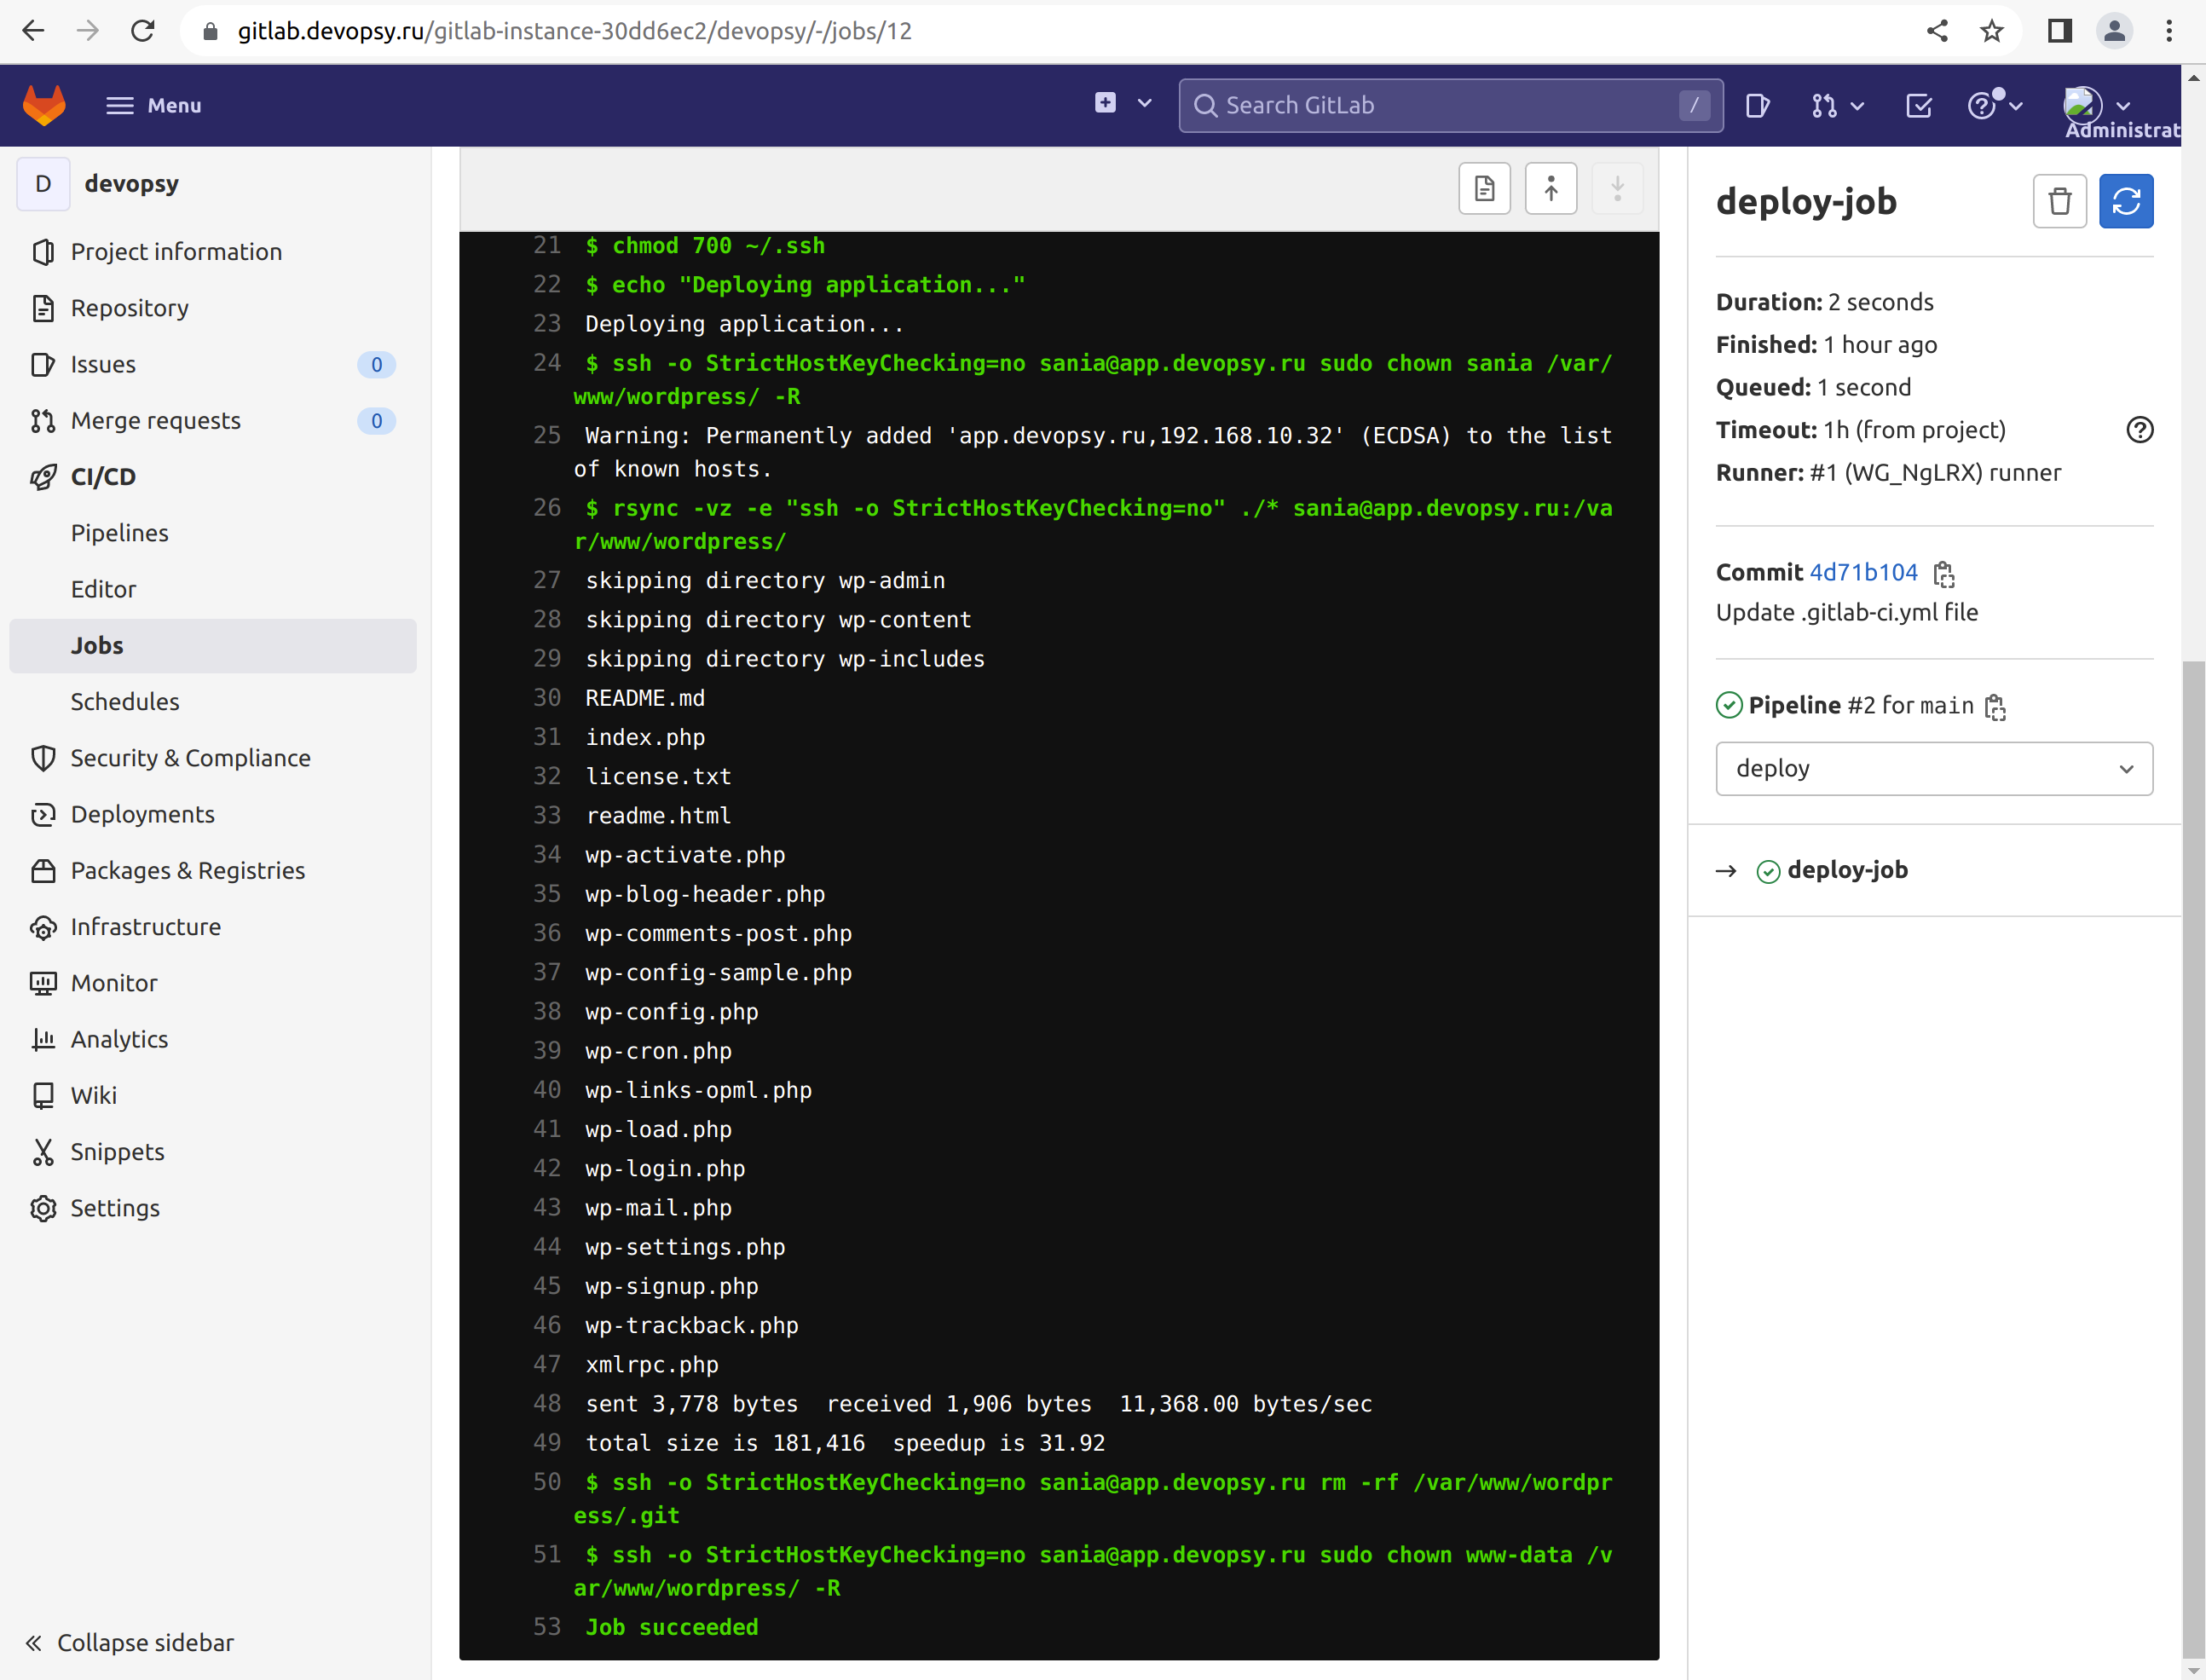 gitlab.devopsy.ru/gitlab-instance-30dd6ec2/devopsy/-/jobs/12
Menu
Search GitLab
/
Administrat
D
devopsy
Project information
Repository
Issues 0
Merge requests 0
CI/CD
Pipelines
Editor
Jobs
Schedules
Security & Compliance
Deployments
Packages & Registries
Infrastructure
Monitor
Analytics
Wiki
Snippets
Settings
Collapse sidebar
21 $ chmod 700 ~/.ssh
22 $ echo "Deploying application..."
23 Deploying application...
24 $ ssh -o StrictHostKeyChecking=no sania@app.devopsy.ru sudo chown sania /var/
www/wordpress/ -R
25 Warning: Permanently added 'app.devopsy.ru,192.168.10.32' (ECDSA) to the list
of known hosts.
26 $ rsync -vz -e "ssh -o StrictHostKeyChecking=no" ./* sania@app.devopsy.ru:/va
r/www/wordpress/
27 skipping directory wp-admin
28 skipping directory wp-content
29 skipping directory wp-includes
30 README.md
31 index.php
32 license.txt
33 readme.html
34 wp-activate.php
35 wp-blog-header.php
36 wp-comments-post.php
37 wp-config-sample.php
38 wp-config.php
39 wp-cron.php
40 wp-links-opml.php
41 wp-load.php
42 wp-login.php
43 wp-mail.php
44 wp-settings.php
45 wp-signup.php
46 wp-trackback.php
47 xmlrpc.php
48 sent 3,778 bytes  received 1,906 bytes  11,368.00 bytes/sec
49 total size is 181,416  speedup is 31.92
50 $ ssh -o StrictHostKeyChecking=no sania@app.devopsy.ru rm -rf /var/www/wordpr
ess/.git
51 $ ssh -o StrictHostKeyChecking=no sania@app.devopsy.ru sudo chown www-data /v
ar/www/wordpress/ -R
53 Job succeeded
deploy-job
Duration: 2 seconds
Finished: 1 hour ago
Queued: 1 second
Timeout: 1h (from project)
Runner: #1 (WG_NgLRX) runner
Commit 4d71b104
Update .gitlab-ci.yml file
Pipeline #2 for main
deploy
→ deploy-job